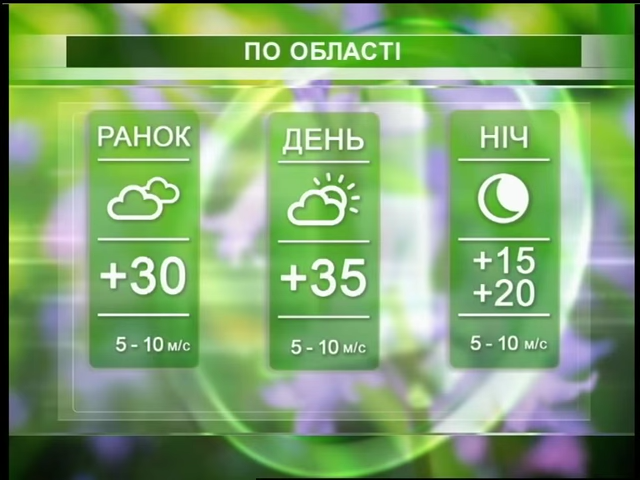 ПО ОБЛАСТІ
РАНОК
+30
5 - 10 м/с
ДЕНЬ
+35
5 - 10 м/с
НІЧ
+15
+20
5 - 10 м/с